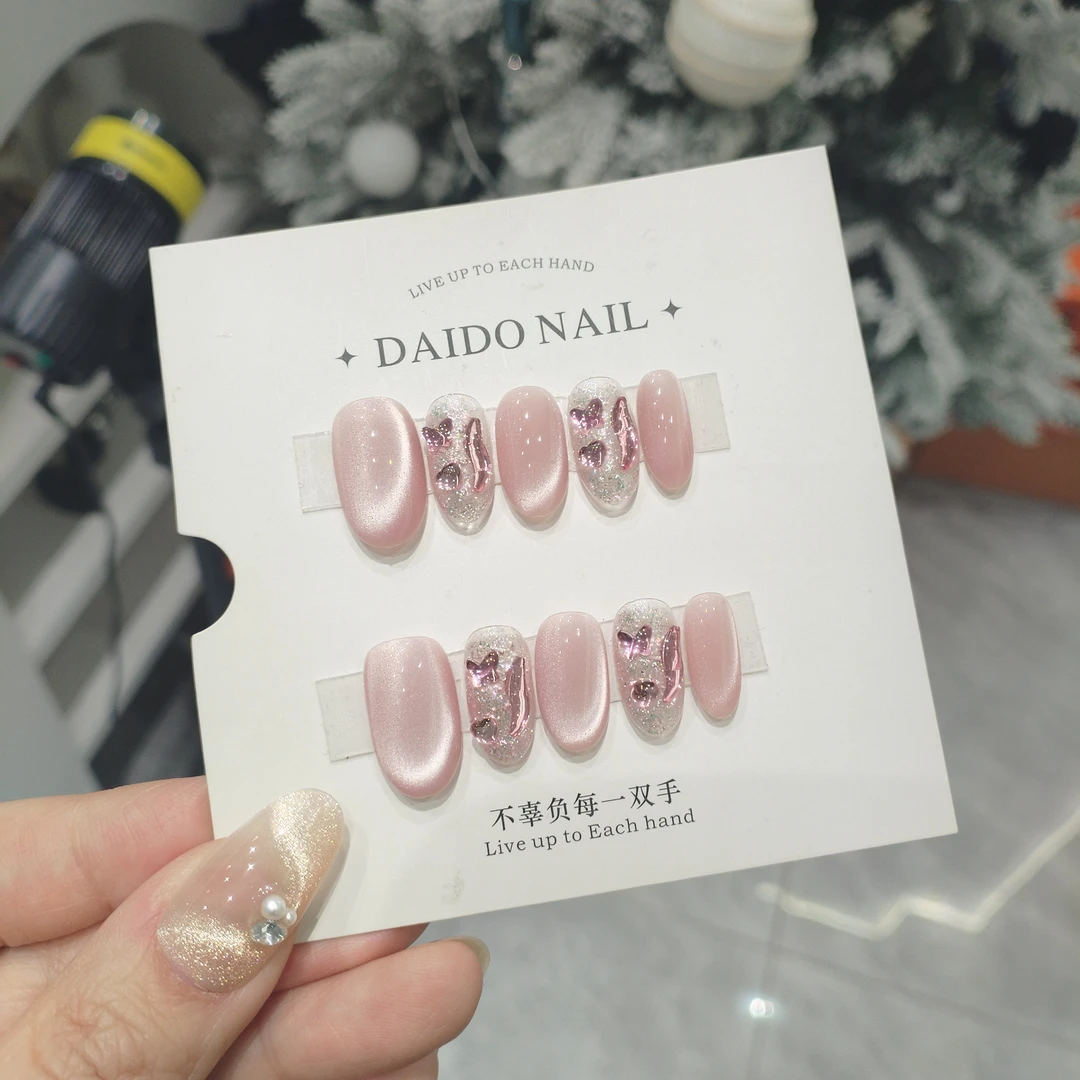 LIVE UP TO EACH HAND
DAIDO NAIL
不辜负每一双手
Live up to Each hand